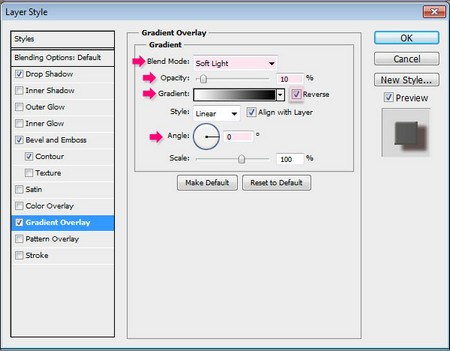 Layer Style
Styles
Blending Options: Default
Drop Shadow
Inner Shadow
Outer Glow
Inner Glow
Bevel and Emboss
Contour
Texture
Satin
Color Overlay
Gradient Overlay
Pattern Overlay
Stroke
Gradient Overlay
Gradient
Blend Mode: Soft Light
Opacity: 10 %
Gradient: Reverse
Style: Linear Align with Layer
Angle: 0 °
Scale: 100 %
Make Default Reset to Default
OK
Cancel
New Style...
Preview